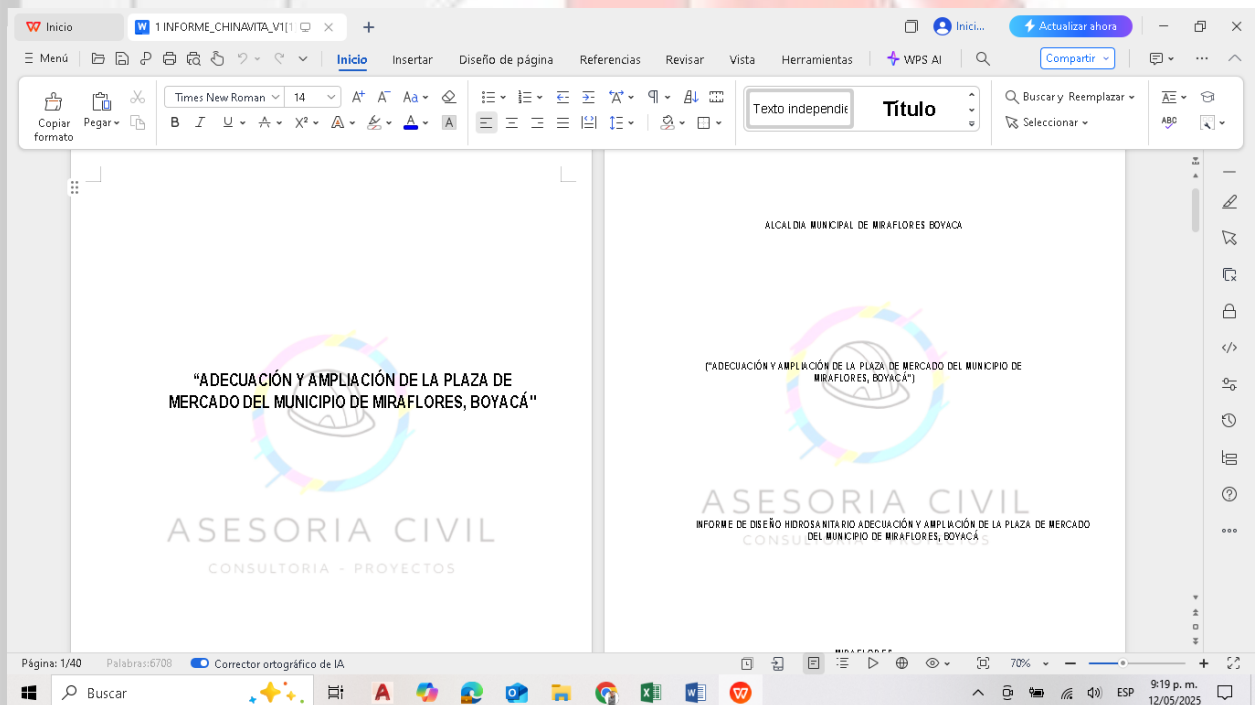 Inicio
1 INFORME_CHINAVITA_V1[1
Inici...
Actualizar ahora
Menú
Inicio
Insertar
Diseño de página
Referencias
Revisar
Vista
Herramientas
WPS AI
Compartir
Copiar formato
Pegar
Times New Roman
14
Texto independie
Título
Buscar y Reemplazar
Seleccionar
“ADECUACIÓN Y AMPLIACIÓN DE LA PLAZA DE
MERCADO DEL MUNICIPIO DE MIRAFLORES, BOYACÁ"
ASESORIA CIVIL
CONSULTORIA - PROYECTOS
ALCALDIA MUNICIPAL DE MIRAFLORES BOYACA
("ADECUACIÓN Y AMPLIACIÓN DE LA PLAZA DE MERCADO DEL MUNICIPIO DE
MIRAFLORES, BOYACÁ")
ASESORIA CIVIL
INFORME DE DISEÑO HIDROSANITARIO ADECUACIÓN Y AMPLIACIÓN DE LA PLAZA DE MERCADO
DEL MUNICIPIO DE MIRAFLORES, BOYACÁ
CONSULTORIA - PROYECTOS
MIRAFLORES
Página: 1/40
Palabras:6708
Corrector ortográfico de IA
70%
Buscar
ESP
9:19 p. m.
12/05/2025